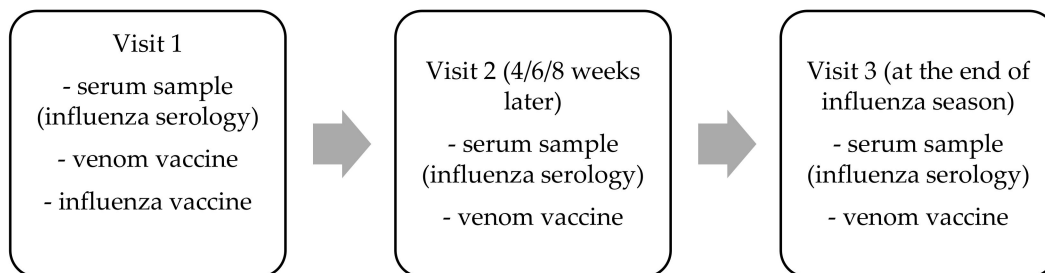 Visit 1
- serum sample
(influenza serology)
- venom vaccine
- influenza vaccine
Visit 2 (4/6/8 weeks
later)
- serum sample
(influenza serology)
- venom vaccine
Visit 3 (at the end of
influenza season)
- serum sample
(influenza serology)
- venom vaccine